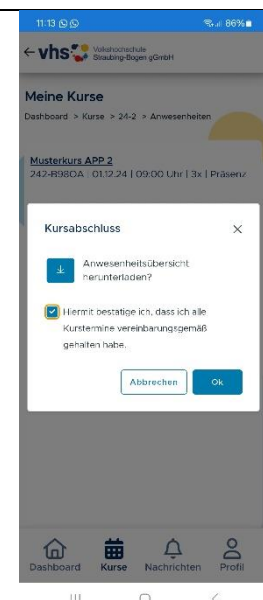 11:13
86%
vhs
Volkshochschule
Straubing-Bogen gGmbH
Meine Kurse
Dashboard > Kurse > 24-2 > Anwesenheiten
Musterkurs APP 2
242-B980A | 01.12.24 | 09:00 Uhr | 3x | Präsenz
Kursabschluss
Anwesenheitsübersicht
herunterladen?
Hiermit bestätige ich, dass ich alle
Kurstermine vereinbarungsgemäß
gehalten habe.
Abbrechen
Ok
Dashboard
Kurse
Nachrichten
Profil